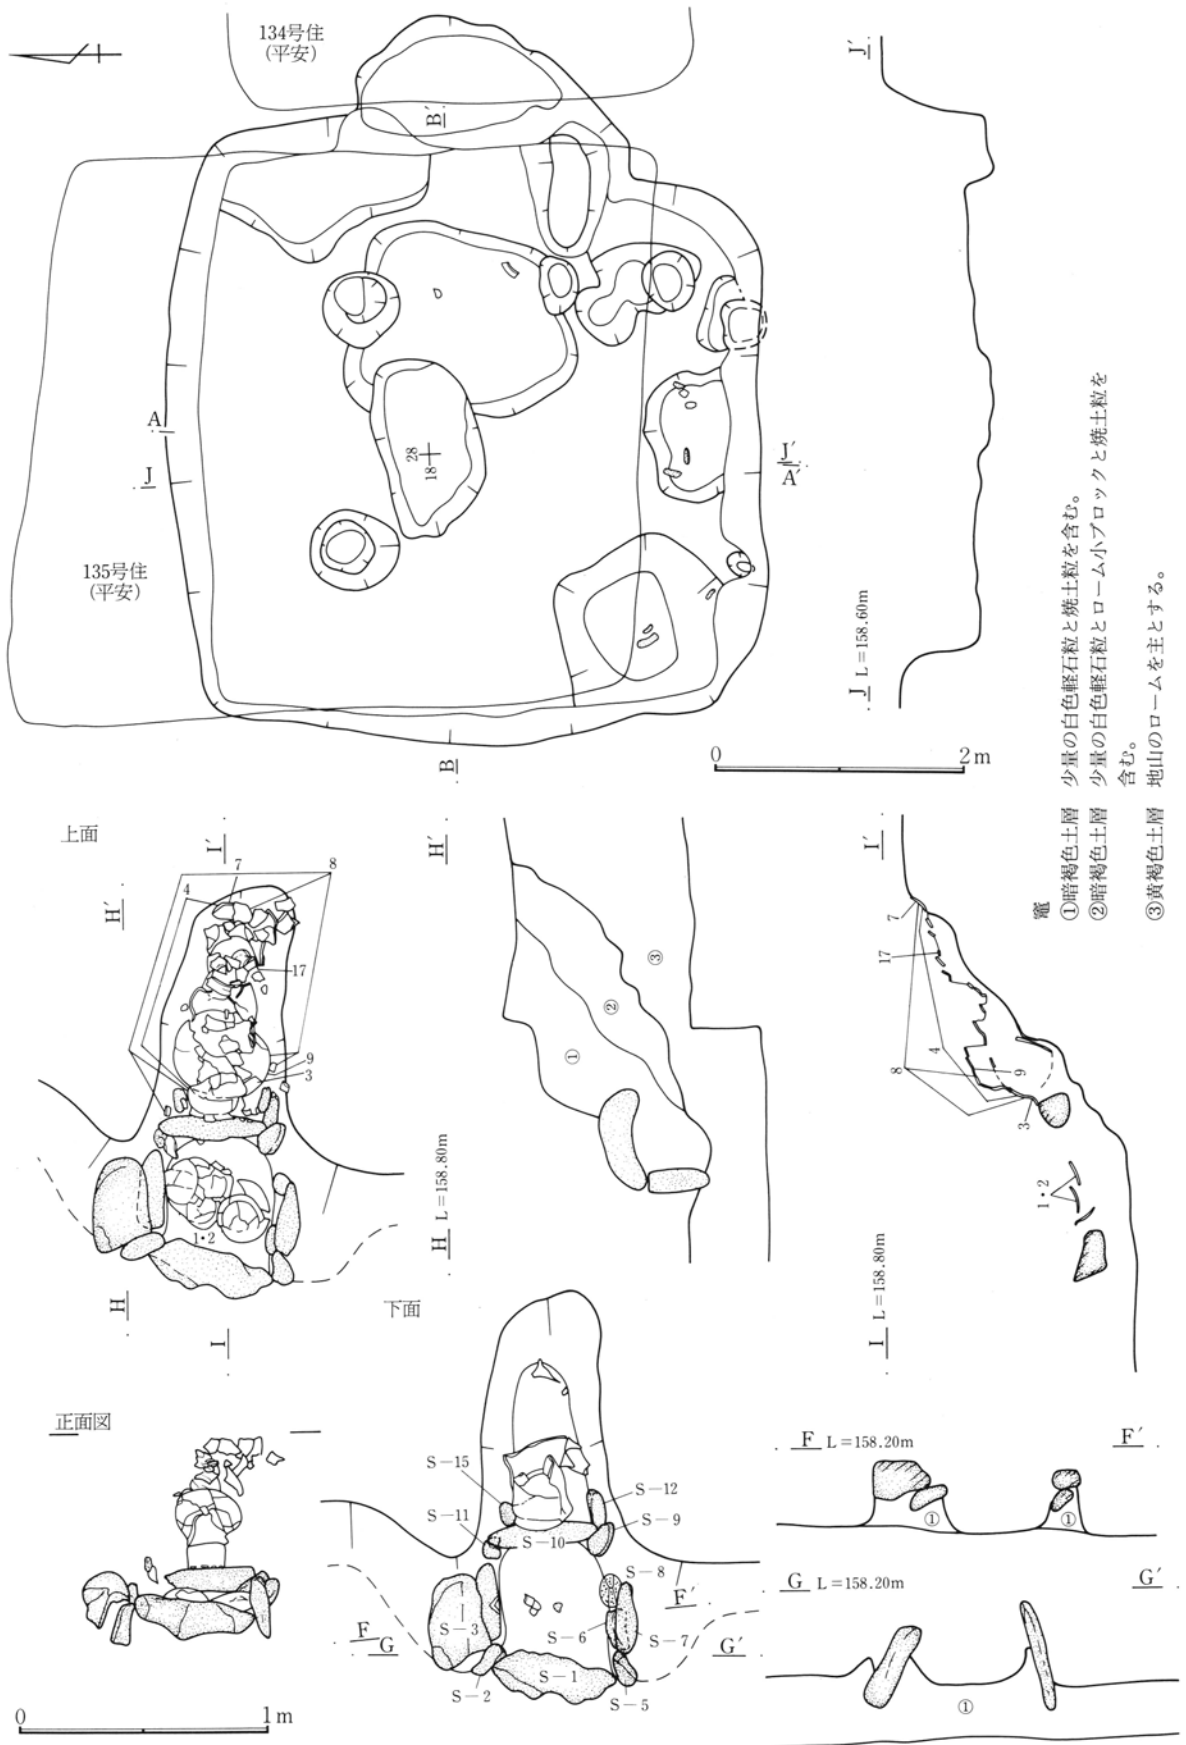 134号住
(平安)
B′
J′
A
J
28
18
J′
A′
135号住
(平安)
B
J L=158.60m
0 2m
竈
①暗褐色土層 少量の白色軽石粒と焼土粒を含む。
②暗褐色土層 少量の白色軽石粒とローム小ブロックと焼土粒を
含む。
③黄褐色土層 地山のロームを主とする。
上面
I′
H′
7
8
4
17
9
3
1・2
H
I
H′
③
②
①
H L=158.80m
I′
7
17
4
8
9
3
1・2
I L=158.80m
正面図
0 1m
下面
S-15
S-11
S-12
S-9
S-10
S-8
F′
S-3
S-6
S-7
F
G
G′
S-1
S-2
S-5
F L=158.20m F′
① ①
G L=158.20m G′
①